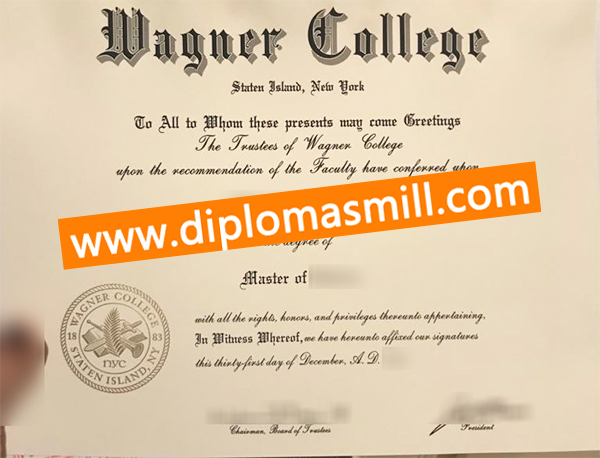 Wagner College
Staten Island, New York
To All to Whom these presents may come Greetings
The Trustees of Wagner College
upon the recommendation of the Faculty have conferred upon
www.diplomasmill.com
the degree of
Master of
WAGNER COLLEGE
18 83
nyc
STATEN ISLAND, NY
with all the rights, honors, and privileges thereunto appertaining.
In Witness Whereof, we have hereunto affixed our signatures
this thirty-first day of December, A. D.
Chairman, Board of Trustees
President